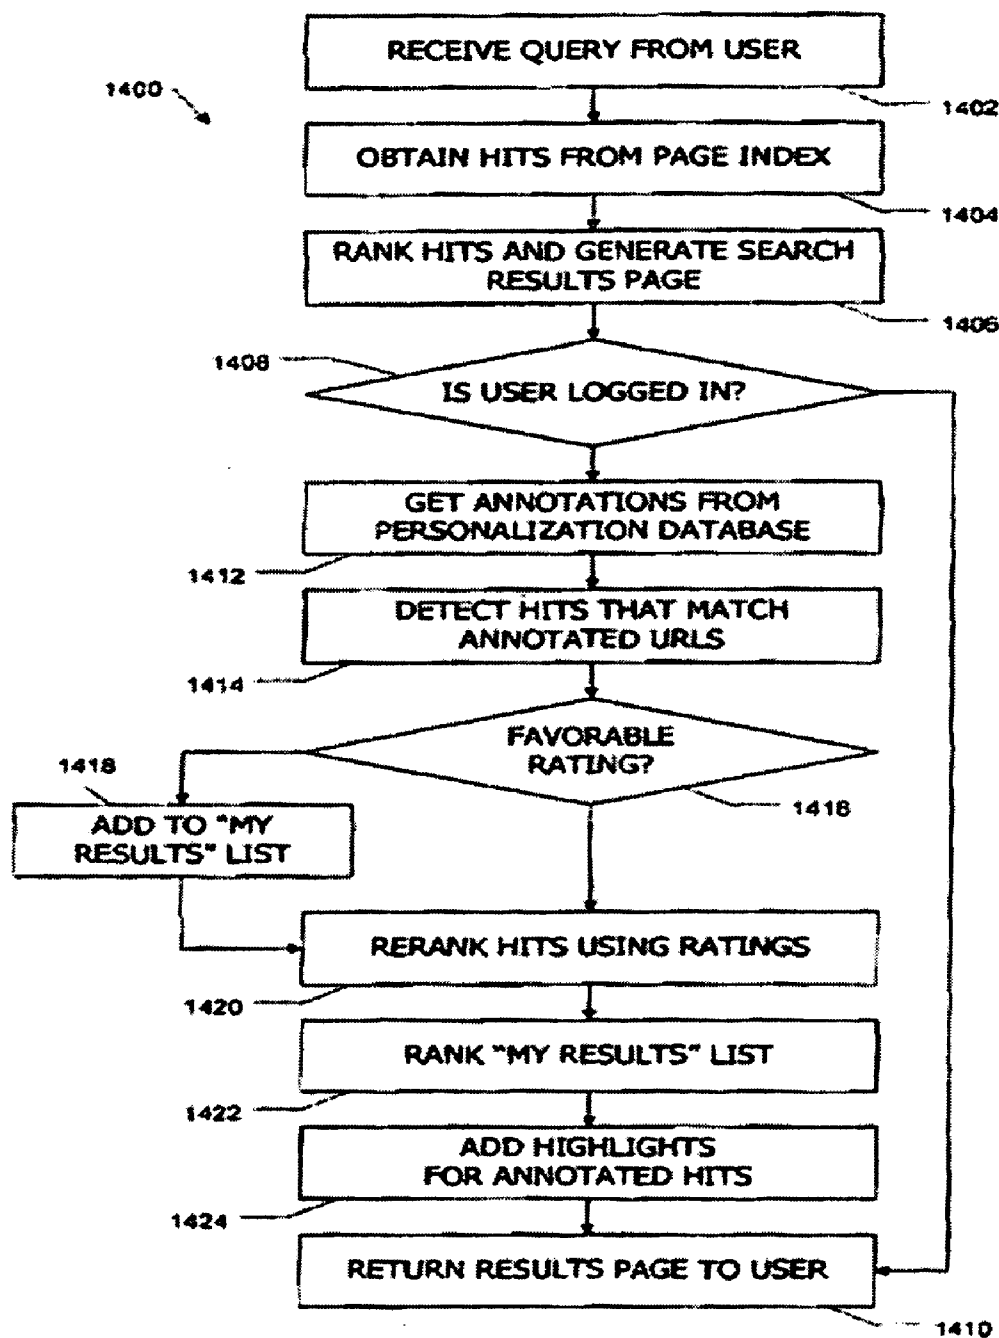 RECEIVE QUERY FROM USER
1400
1402
OBTAIN HITS FROM PAGE INDEX
1404
RANK HITS AND GENERATE SEARCH
RESULTS PAGE
1406
1408
IS USER LOGGED IN?
GET ANNOTATIONS FROM
PERSONALIZATION DATABASE
1412
DETECT HITS THAT MATCH
ANNOTATED URLS
1414
FAVORABLE
RATING?
1418
1416
ADD TO "MY
RESULTS" LIST
RERANK HITS USING RATINGS
1420
RANK "MY RESULTS" LIST
1422
ADD HIGHLIGHTS
FOR ANNOTATED HITS
1424
RETURN RESULTS PAGE TO USER
1410